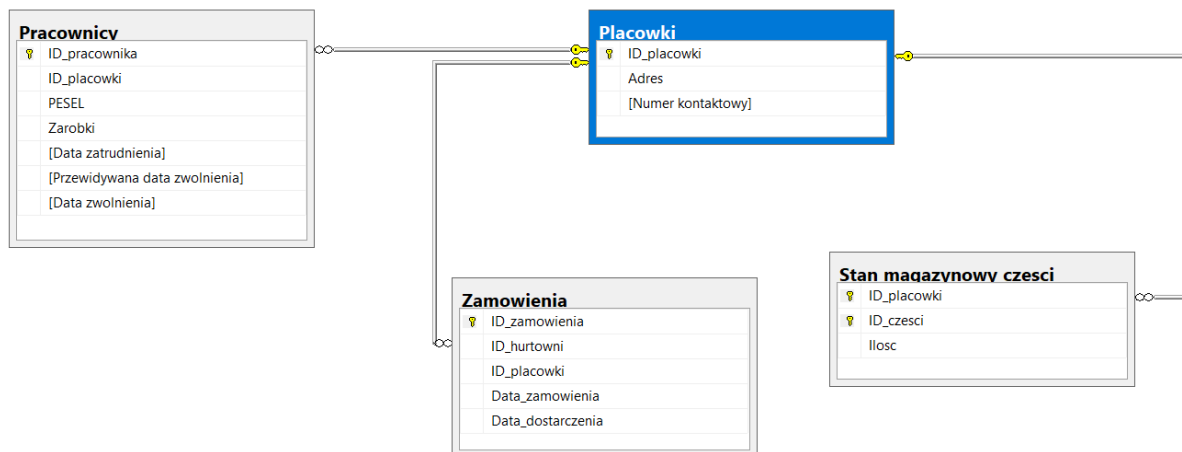 Pracownicy
ID_pracownika
ID_placowki
PESEL
Zarobki
[Data zatrudnienia]
[Przewidywana data zwolnienia]
[Data zwolnienia]
Placowki
ID_placowki
Adres
[Numer kontaktowy]
Zamowienia
ID_zamowienia
ID_hurtowni
ID_placowki
Data_zamowienia
Data_dostarczenia
Stan magazynowy czesci
ID_placowki
ID_czesci
Ilosc